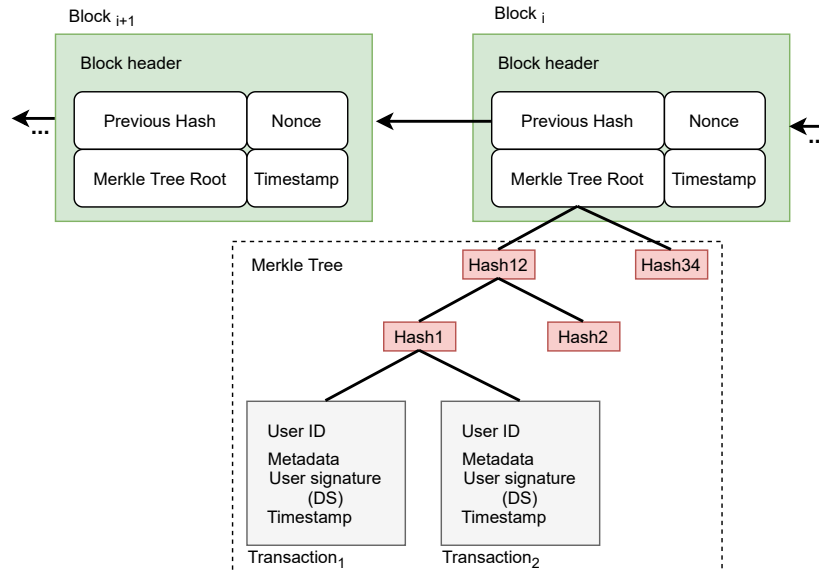 Block i+1
Block header
Previous Hash
Nonce
Merkle Tree Root
Timestamp
...
Block i
Block header
Previous Hash
Nonce
Merkle Tree Root
Timestamp
...
Merkle Tree
Hash12
Hash34
Hash1
Hash2
User ID
Metadata
User signature
(DS)
Timestamp
Transaction1
User ID
Metadata
User signature
(DS)
Timestamp
Transaction2